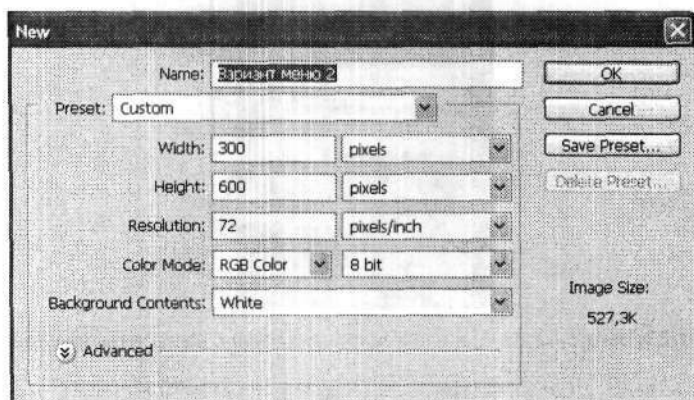 New
Name: Вариант меню 2
OK
Preset: Custom
Cancel
Width: 300 pixels
Save Preset...
Height: 600 pixels
Delete Preset...
Resolution: 72 pixels/inch
Color Mode: RGB Color 8 bit
Image Size:
Background Contents: White
527,3K
Advanced